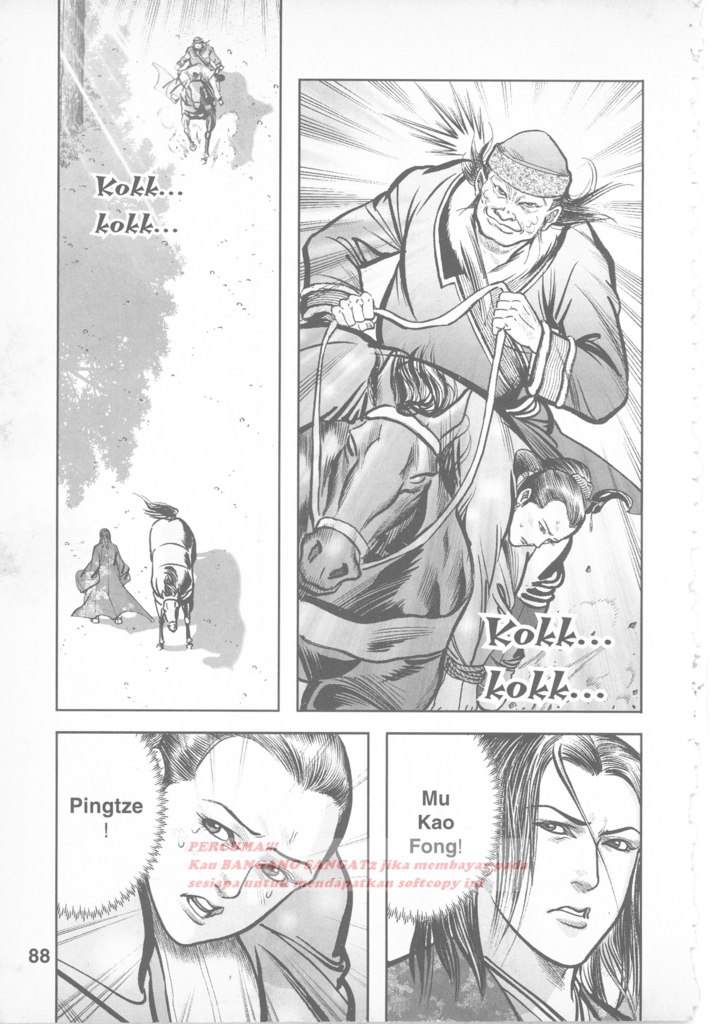 Kokk...
kokk...
Kokk...
kokk...
Pingtze
!
Mu
Kao
Fong!
PERCUMA!!!
Kau BANGANG SANGAT2 jika membayar pada
sesiapa untuk mendapatkan softcopy ini
88